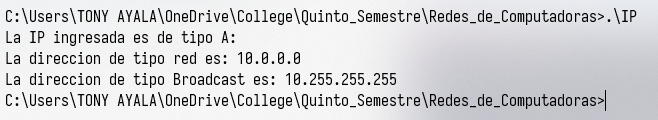 C:\Users\TONY AYALA\OneDrive\College\Quinto_Semestre\Redes_de_Computadoras>.\IP
La IP ingresada es de tipo A:
La direccion de tipo red es: 10.0.0.0
La direccion de tipo Broadcast es: 10.255.255.255
C:\Users\TONY AYALA\OneDrive\College\Quinto_Semestre\Redes_de_Computadoras>